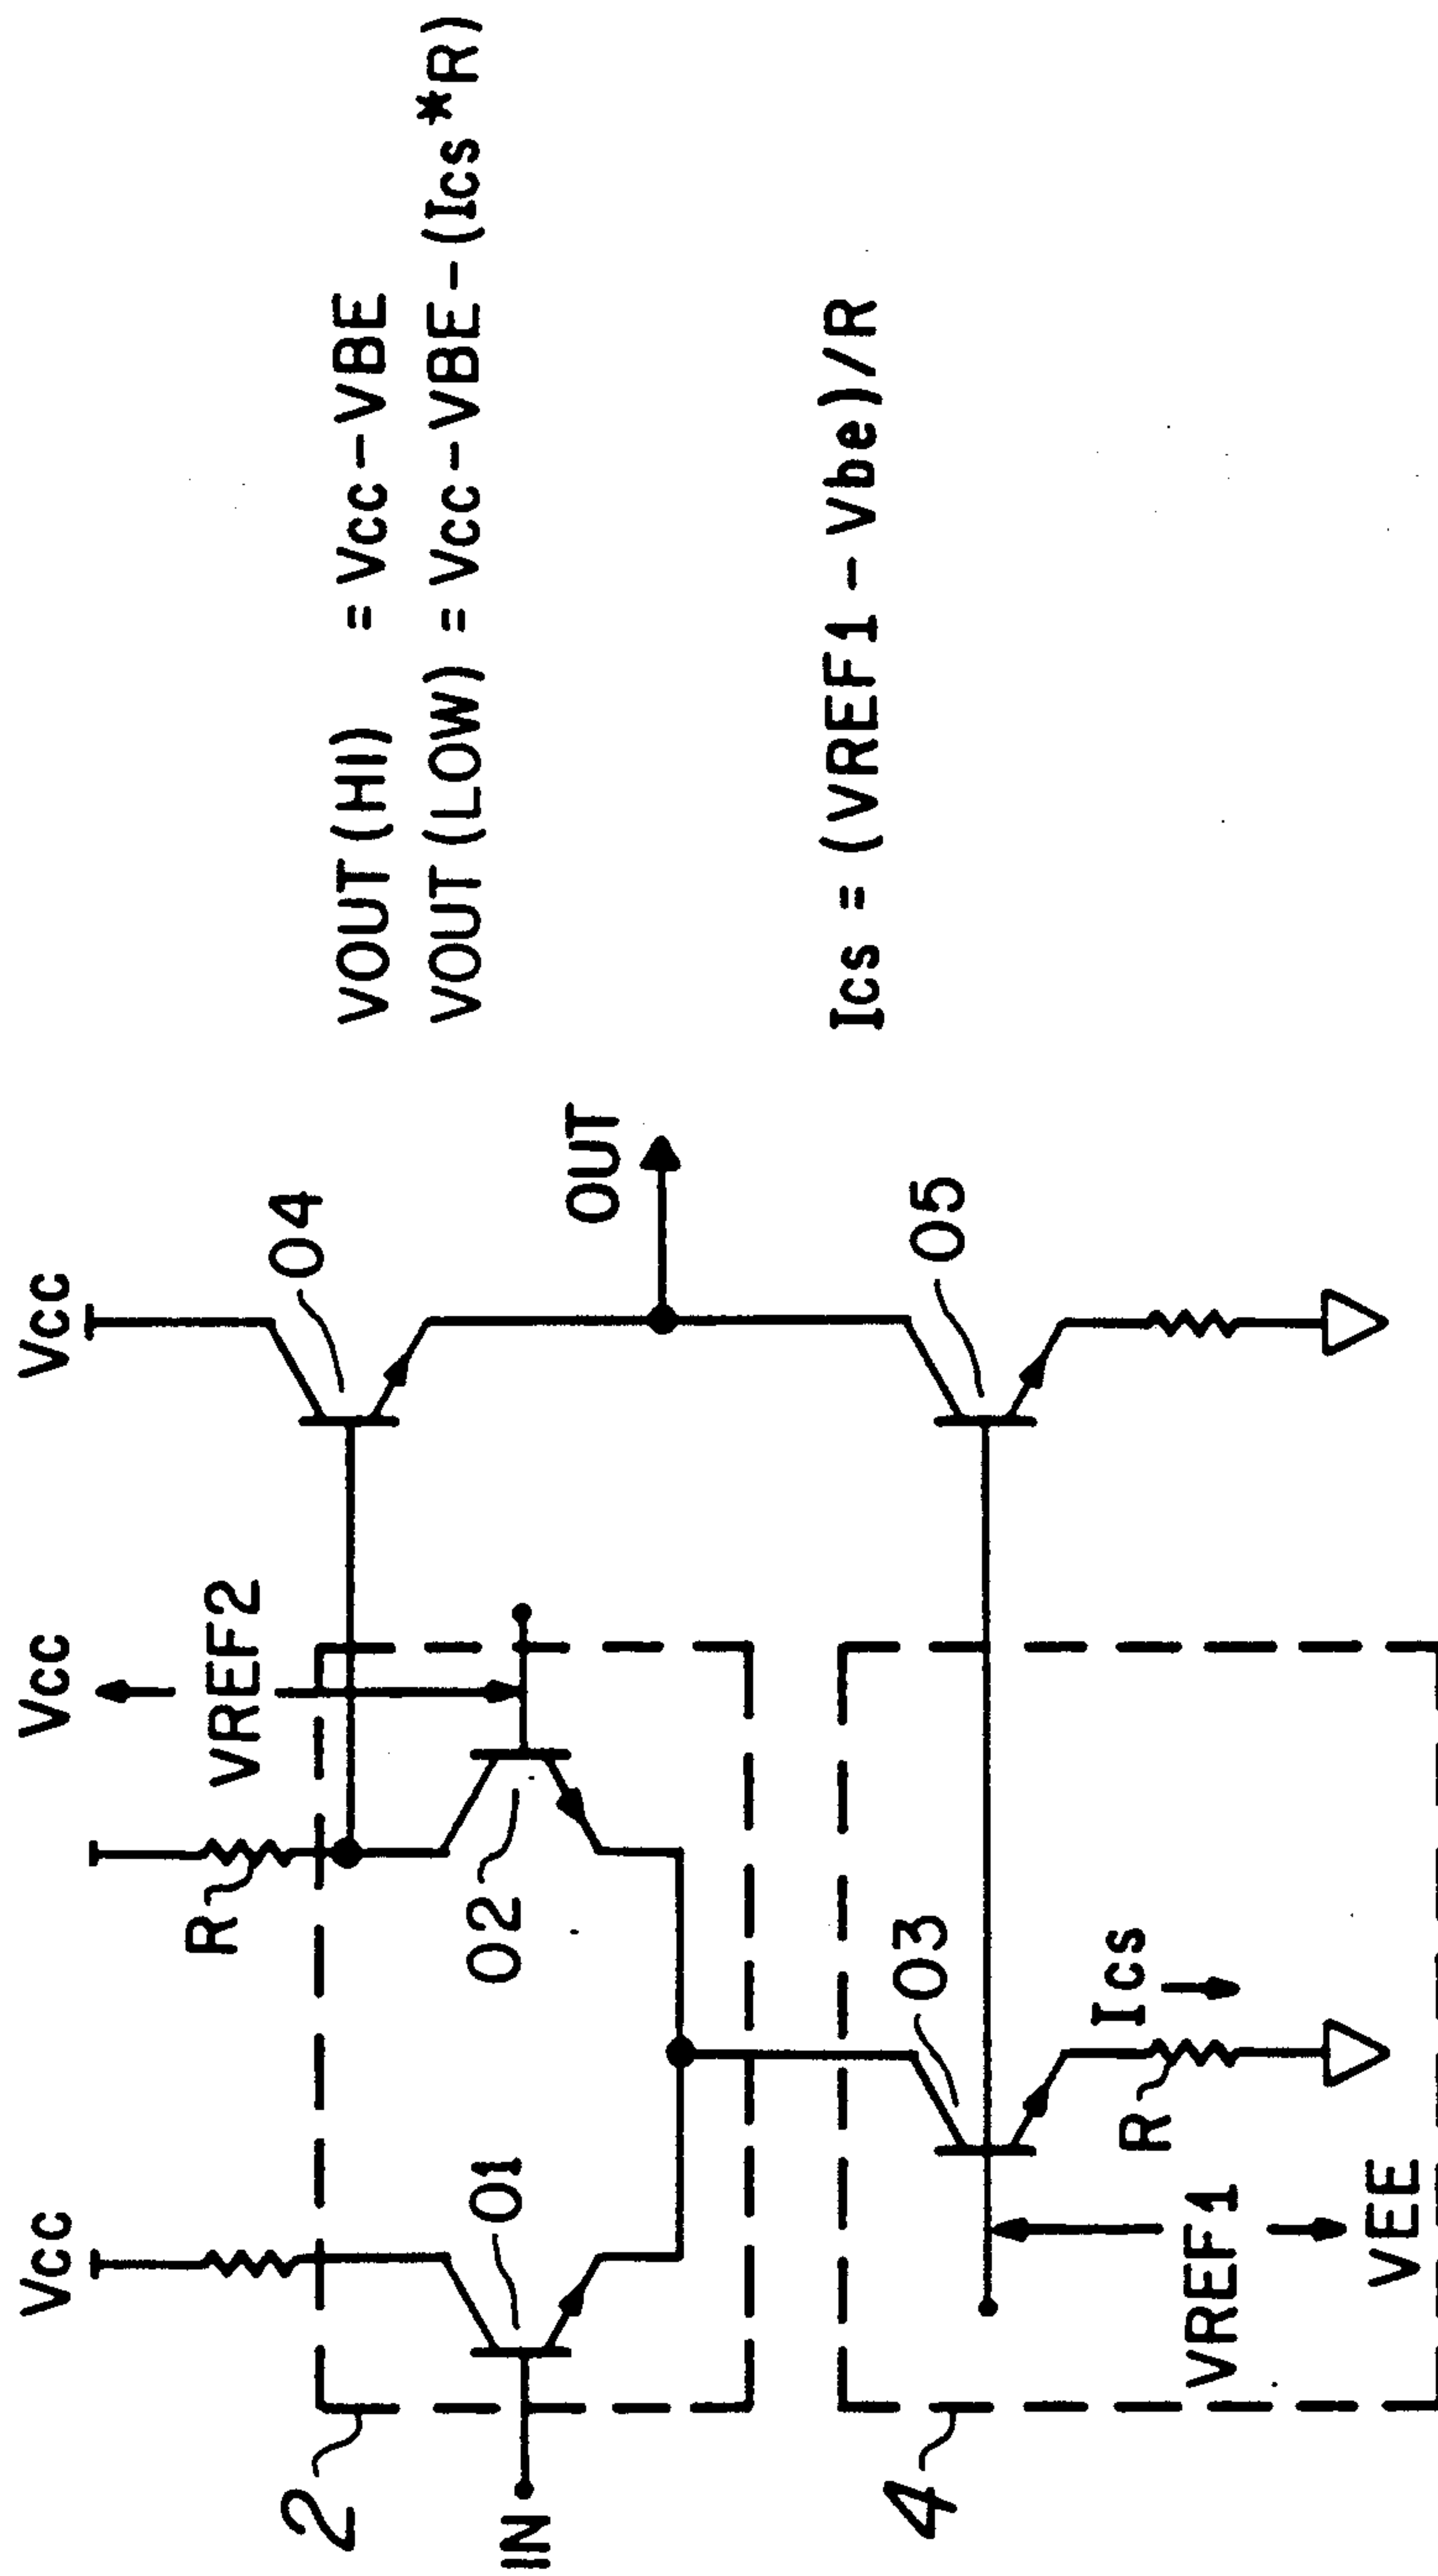 Vcc
Vcc
Vcc
VREF2
R
04
VOUT (HI) = Vcc - VBE
VOUT (LOW) = Vcc - VBE - (Ics*R)
2
01
02
IN
OUT
4
03
05
Ics = (VREF1 - Vbe)/R
Ics
R
VREF1
VEE